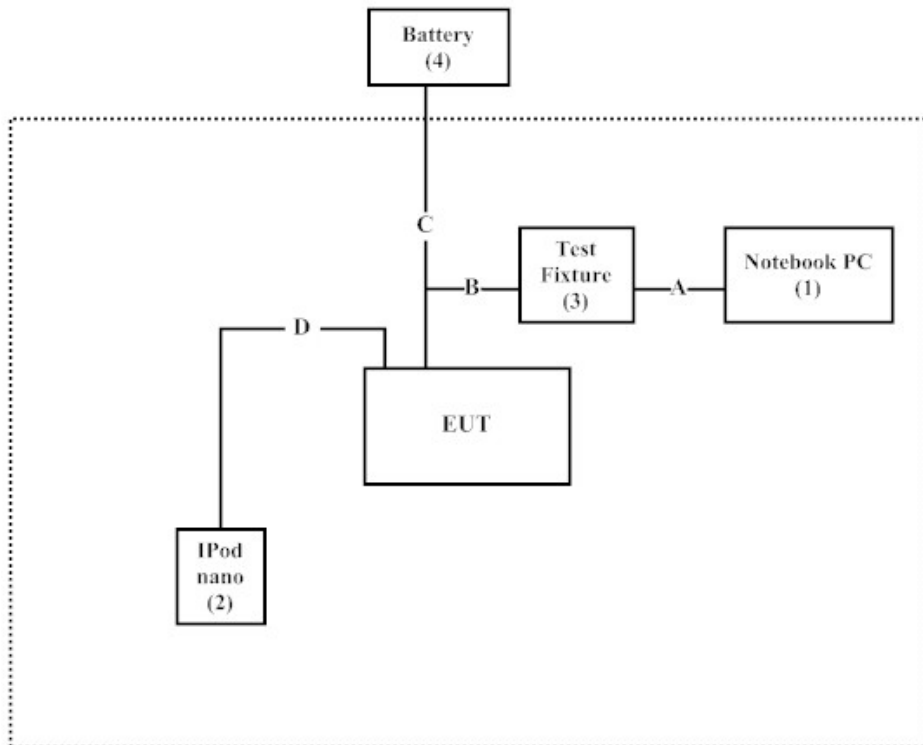 Battery
(4)
C
Test
Fixture
(3)
Notebook PC
(1)
B
A
D
EUT
IPod
nano
(2)